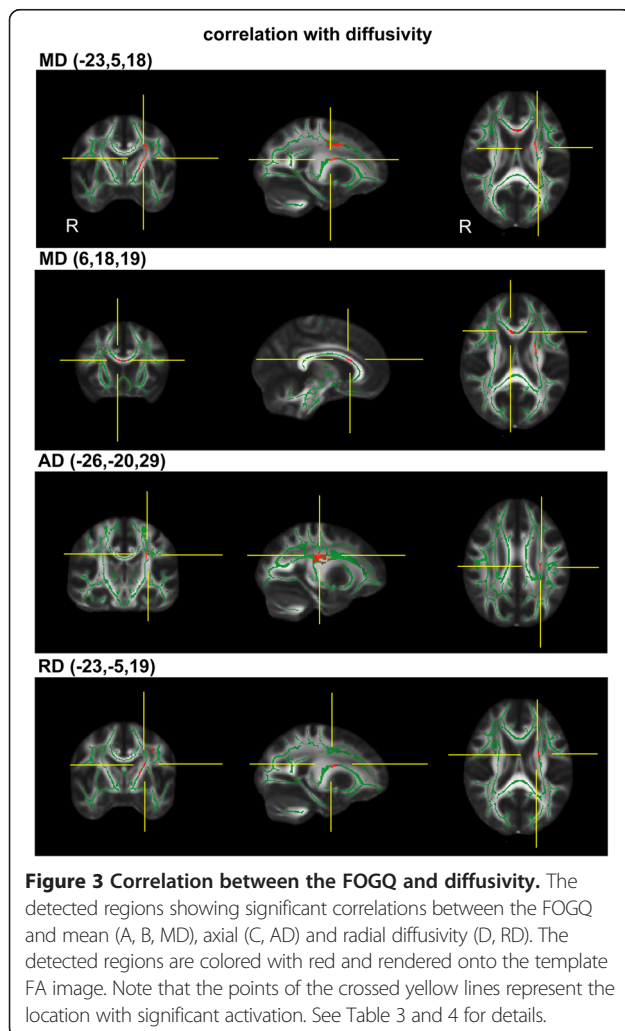 correlation with diffusivity
MD (-23,5,18)
R
R
MD (6,18,19)
AD (-26,-20,29)
RD (-23,-5,19)
Figure 3 Correlation between the FOGQ and diffusivity. The
detected regions showing significant correlations between the FOGQ
and mean (A, B, MD), axial (C, AD) and radial diffusivity (D, RD). The
detected regions are colored with red and rendered onto the template
FA image. Note that the points of the crossed yellow lines represent the
location with significant activation. See Table 3 and 4 for details.